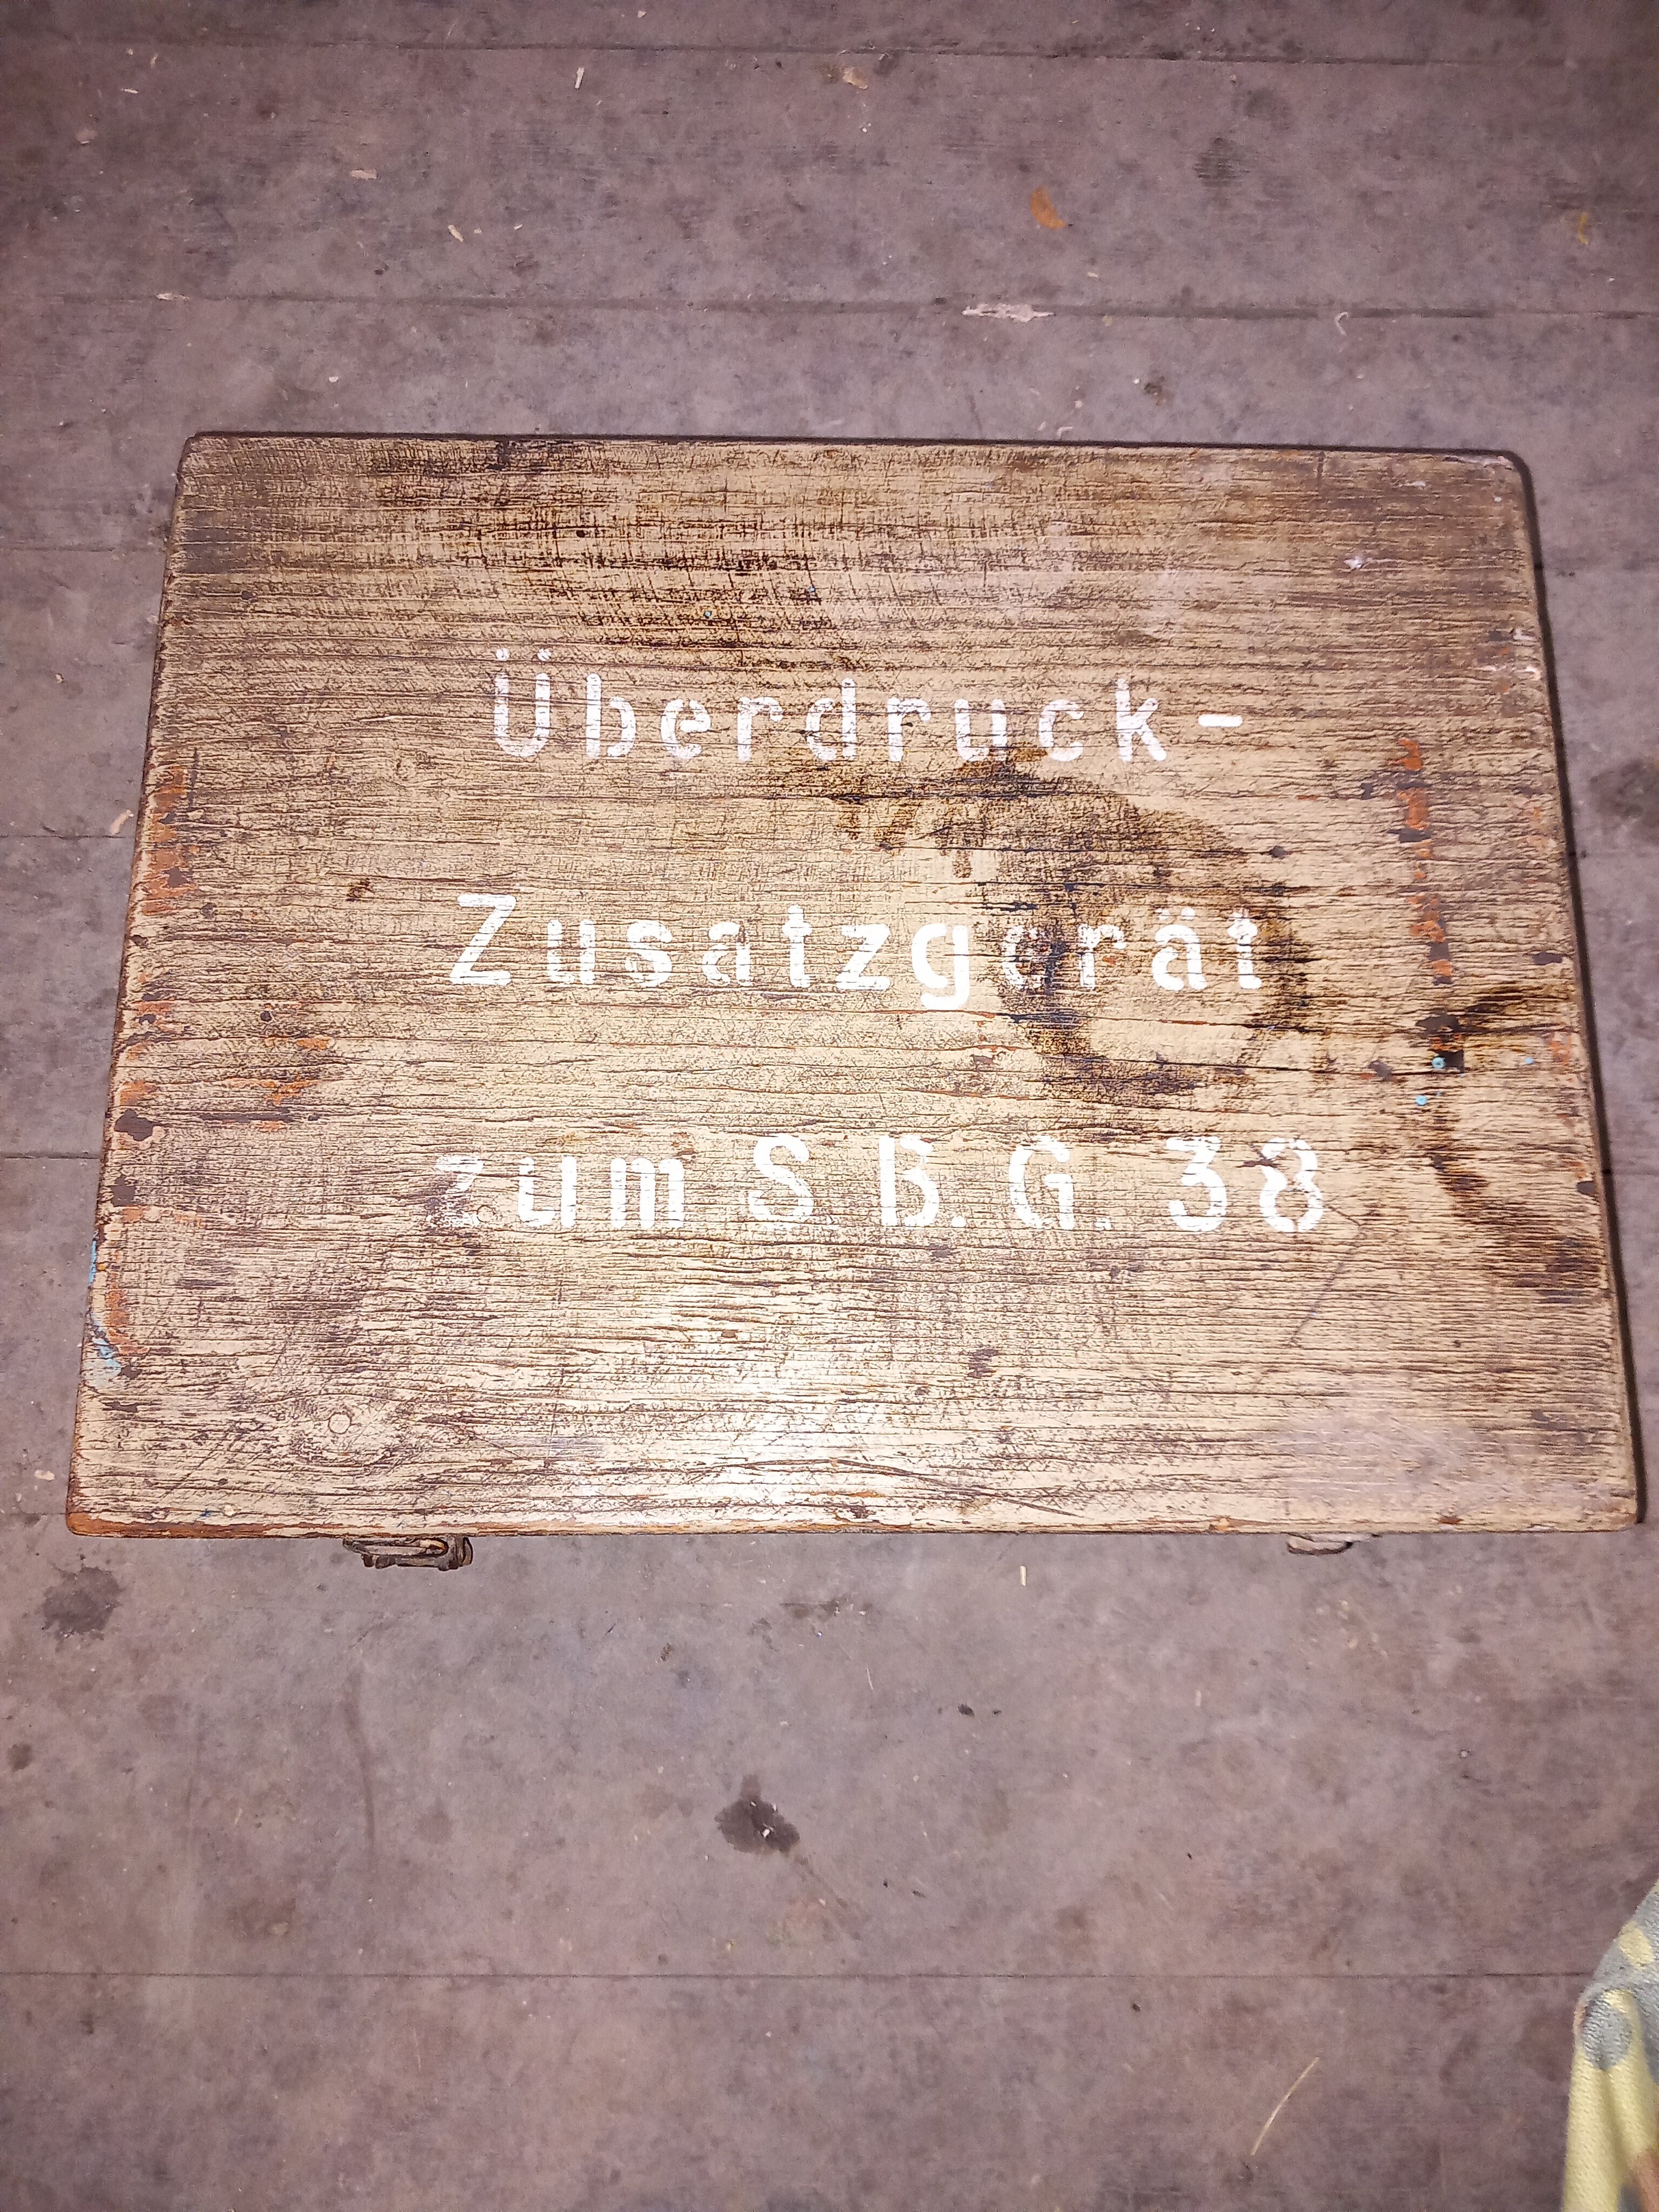 Überdruck-
Zusatzgerät
zum S.B.G. 38